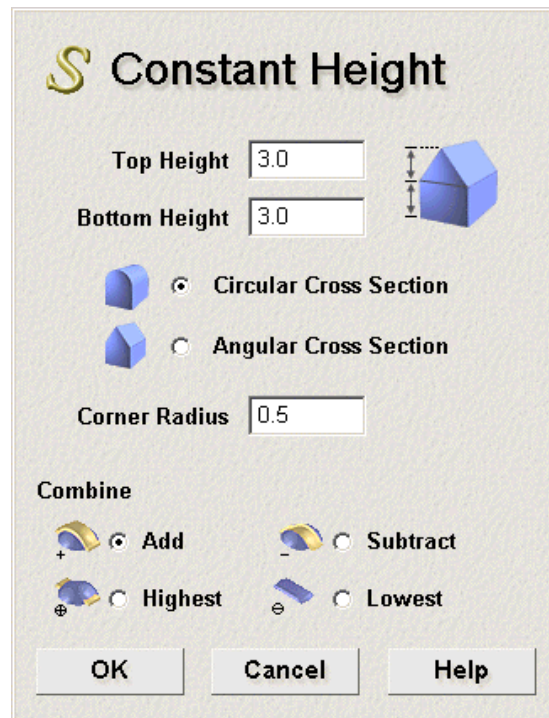 S Constant Height
Top Height 3.0
Bottom Height 3.0
Circular Cross Section
Angular Cross Section
Corner Radius 0.5
Combine
+ Add - Subtract
⊕ Highest ⊖ Lowest
OK Cancel Help